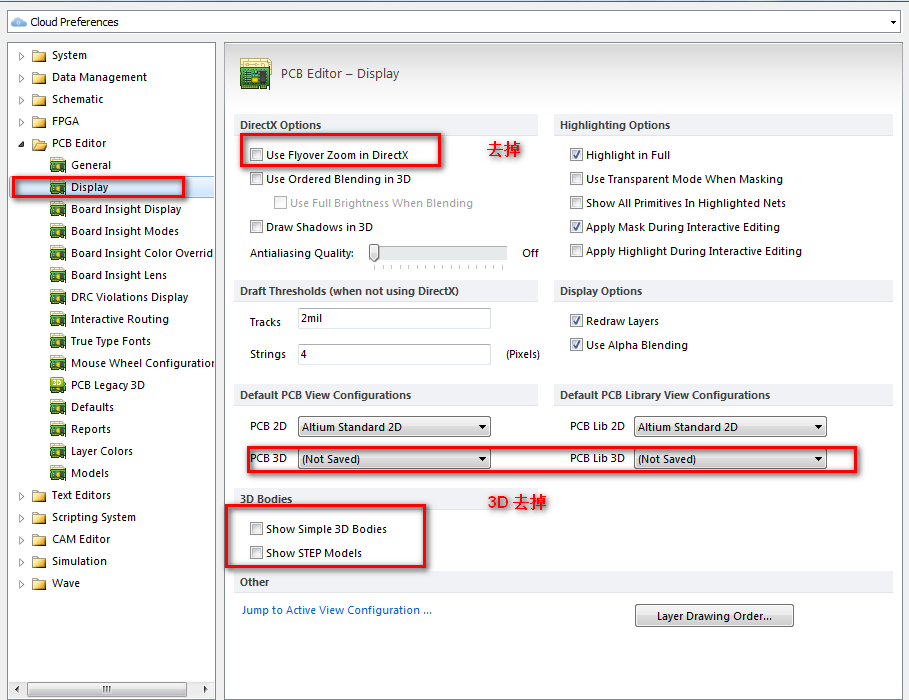 Cloud Preferences
System
Data Management
Schematic
FPGA
PCB Editor
General
Display
Board Insight Display
Board Insight Modes
Board Insight Color Overrid
Board Insight Lens
DRC Violations Display
Interactive Routing
True Type Fonts
Mouse Wheel Configuration
PCB Legacy 3D
Defaults
Reports
Layer Colors
Models
Text Editors
Scripting System
CAM Editor
Simulation
Wave
PCB Editor – Display
DirectX Options
Use Flyover Zoom in DirectX
去掉
Use Ordered Blending in 3D
Use Full Brightness When Blending
Draw Shadows in 3D
Antialiasing Quality: Off
Highlighting Options
Highlight in Full
Use Transparent Mode When Masking
Show All Primitives In Highlighted Nets
Apply Mask During Interactive Editing
Apply Highlight During Interactive Editing
Draft Thresholds (when not using DirectX)
Tracks 2mil
Strings 4 (Pixels)
Display Options
Redraw Layers
Use Alpha Blending
Default PCB View Configurations
PCB 2D Altium Standard 2D
PCB 3D (Not Saved)
Default PCB Library View Configurations
PCB Lib 2D Altium Standard 2D
PCB Lib 3D (Not Saved)
3D Bodies
3D 去掉
Show Simple 3D Bodies
Show STEP Models
Other
Jump to Active View Configuration ...
Layer Drawing Order...